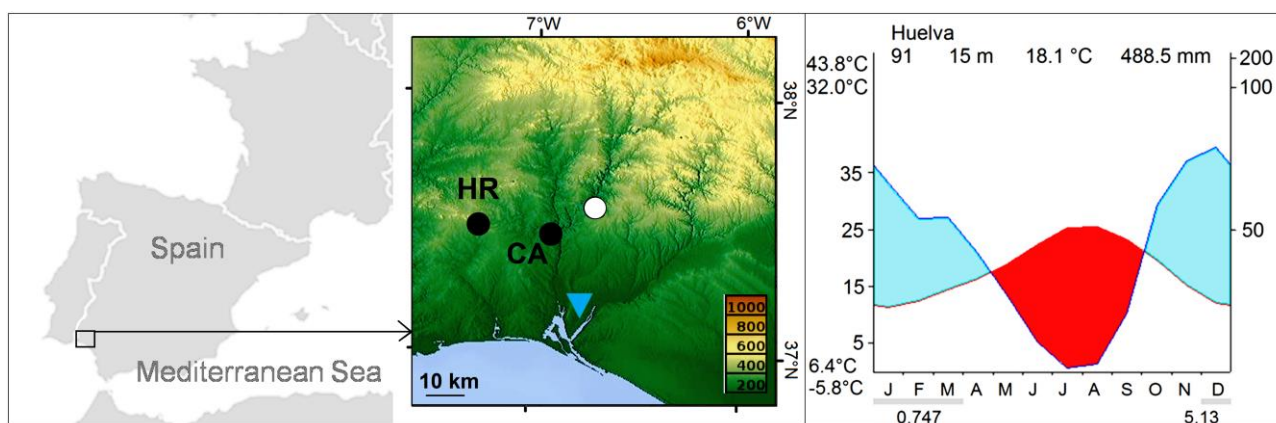 Spain
Mediterranean Sea
7°W 6°W
38°N
HR
CA
37°N
1000
800
600
400
200
10 km
Huelva
91 15 m 18.1 °C 488.5 mm
43.8°C
32.0°C
200
100
35
25
50
15
5
6.4°C
-5.8°C
J F M A M J J A S O N D
0.747 5.13